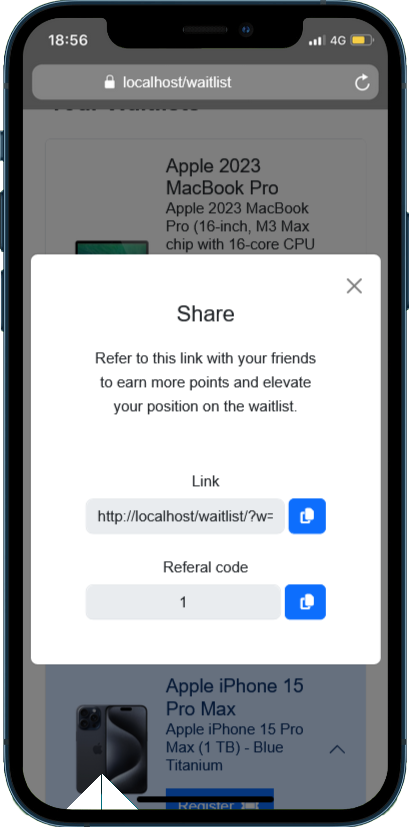 18:56
4G
localhost/waitlist
Your Waitlists
Apple 2023
MacBook Pro
Apple 2023 MacBook
Pro (16-inch, M3 Max
chip with 16-core CPU
Share
Refer to this link with your friends
to earn more points and elevate
your position on the waitlist.
Link
http://localhost/waitlist/?w=
Referal code
1
Apple iPhone 15
Pro Max
Apple iPhone 15 Pro
Max (1 TB) - Blue
Titanium
Register